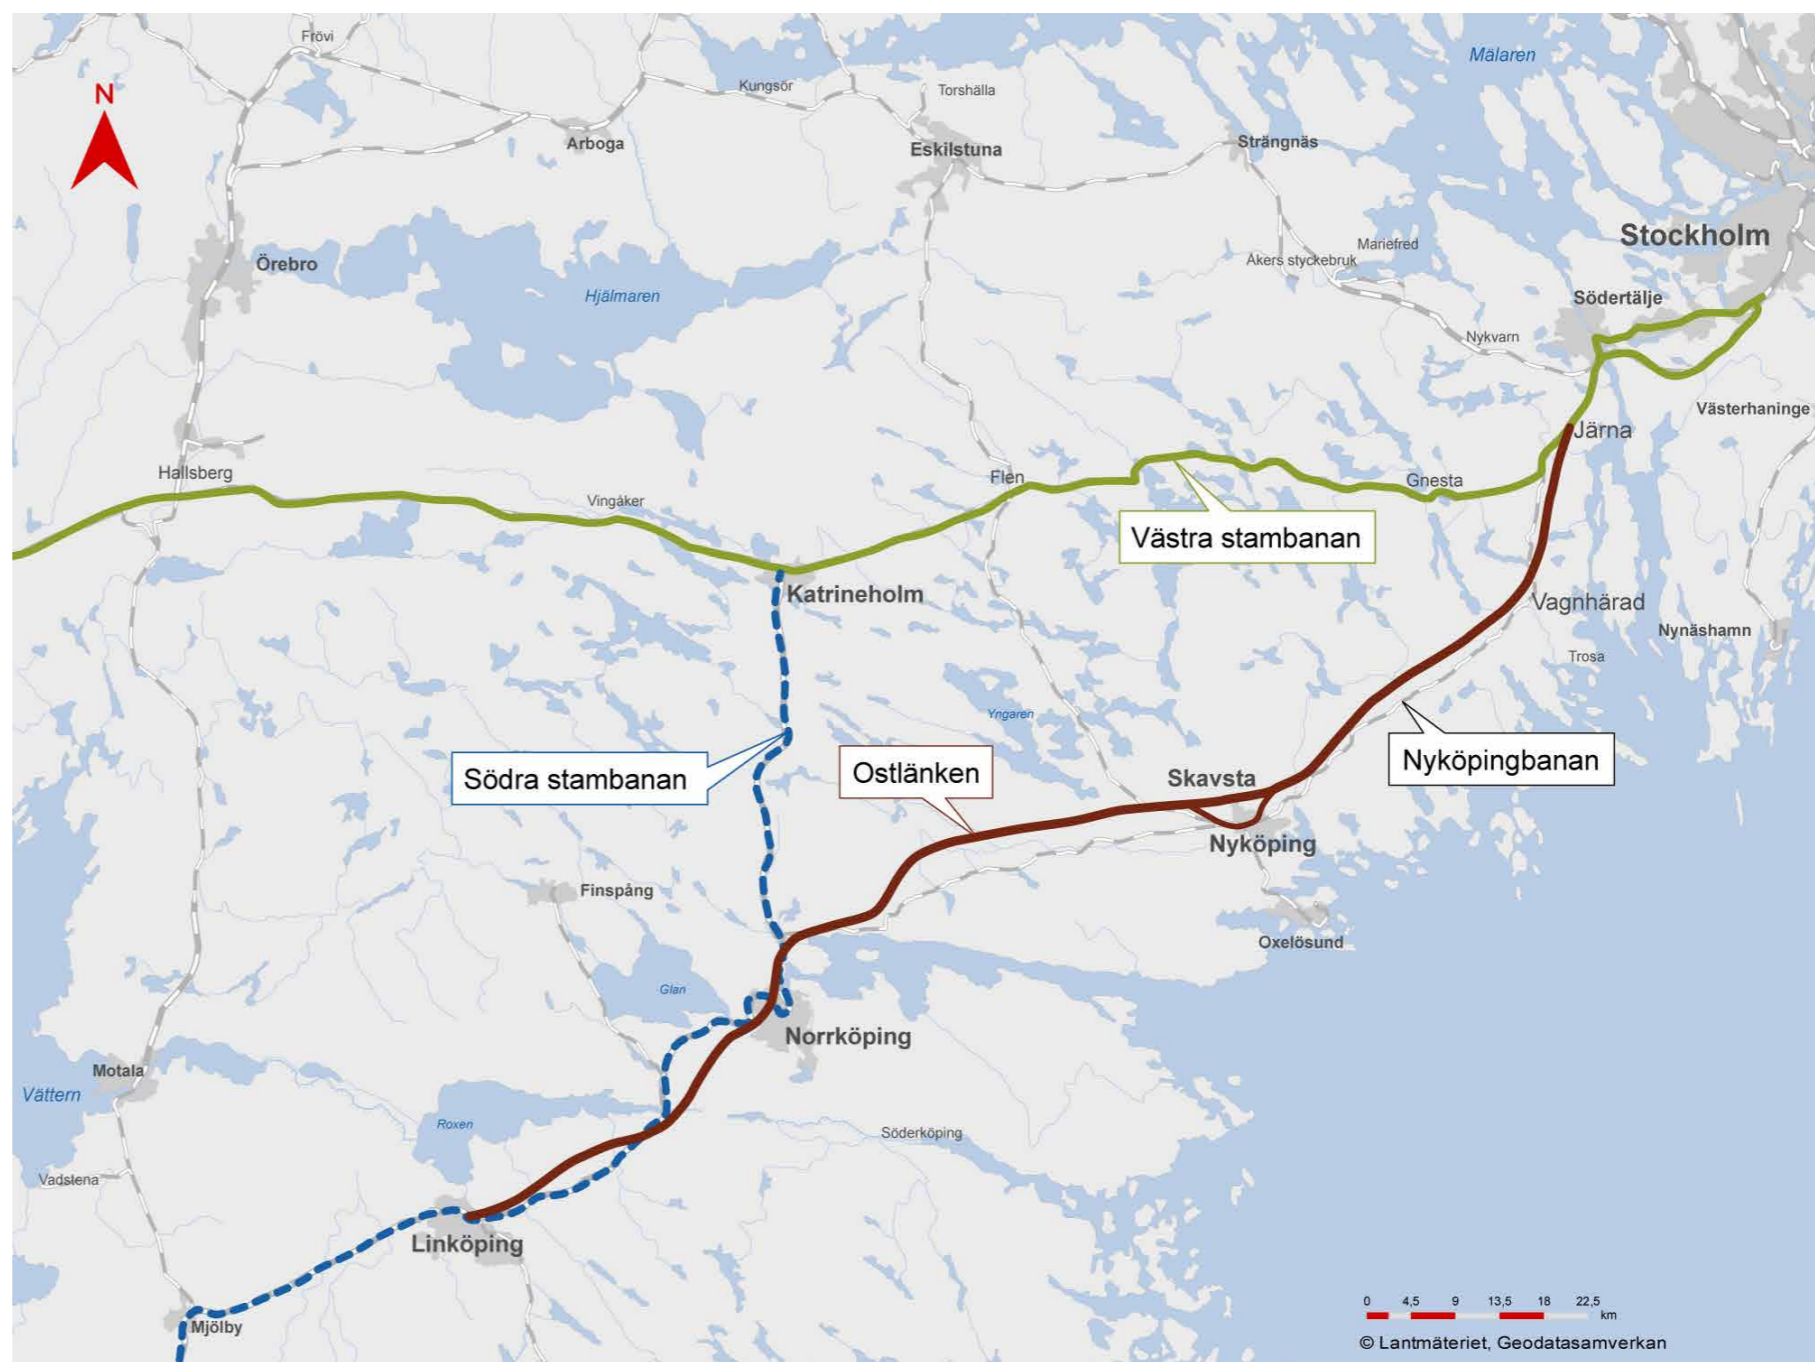 Frövi
Mälaren
Kungsör
Torshälla
N
Arboga
Eskilstuna
Strängnäs
Stockholm
Mariefred
Åkers styckebruk
Örebro
Hjälmaren
Södertälje
Nykvarn
Västerhaninge
Järna
Hallsberg
Flen
Gnesta
Vingåker
Västra stambanan
Katrineholm
Vagnhärad
Nynäshamn
Trosa
Yngaren
Södra stambanan
Ostlänken
Skavsta
Nyköpingbanan
Nyköping
Finspång
Oxelösund
Glan
Norrköping
Motala
Vättern
Roxen
Söderköping
Vadstena
Linköping
Mjölby
0 4,5 9 13,5 18 22,5
km
© Lantmäteriet, Geodatasamverkan